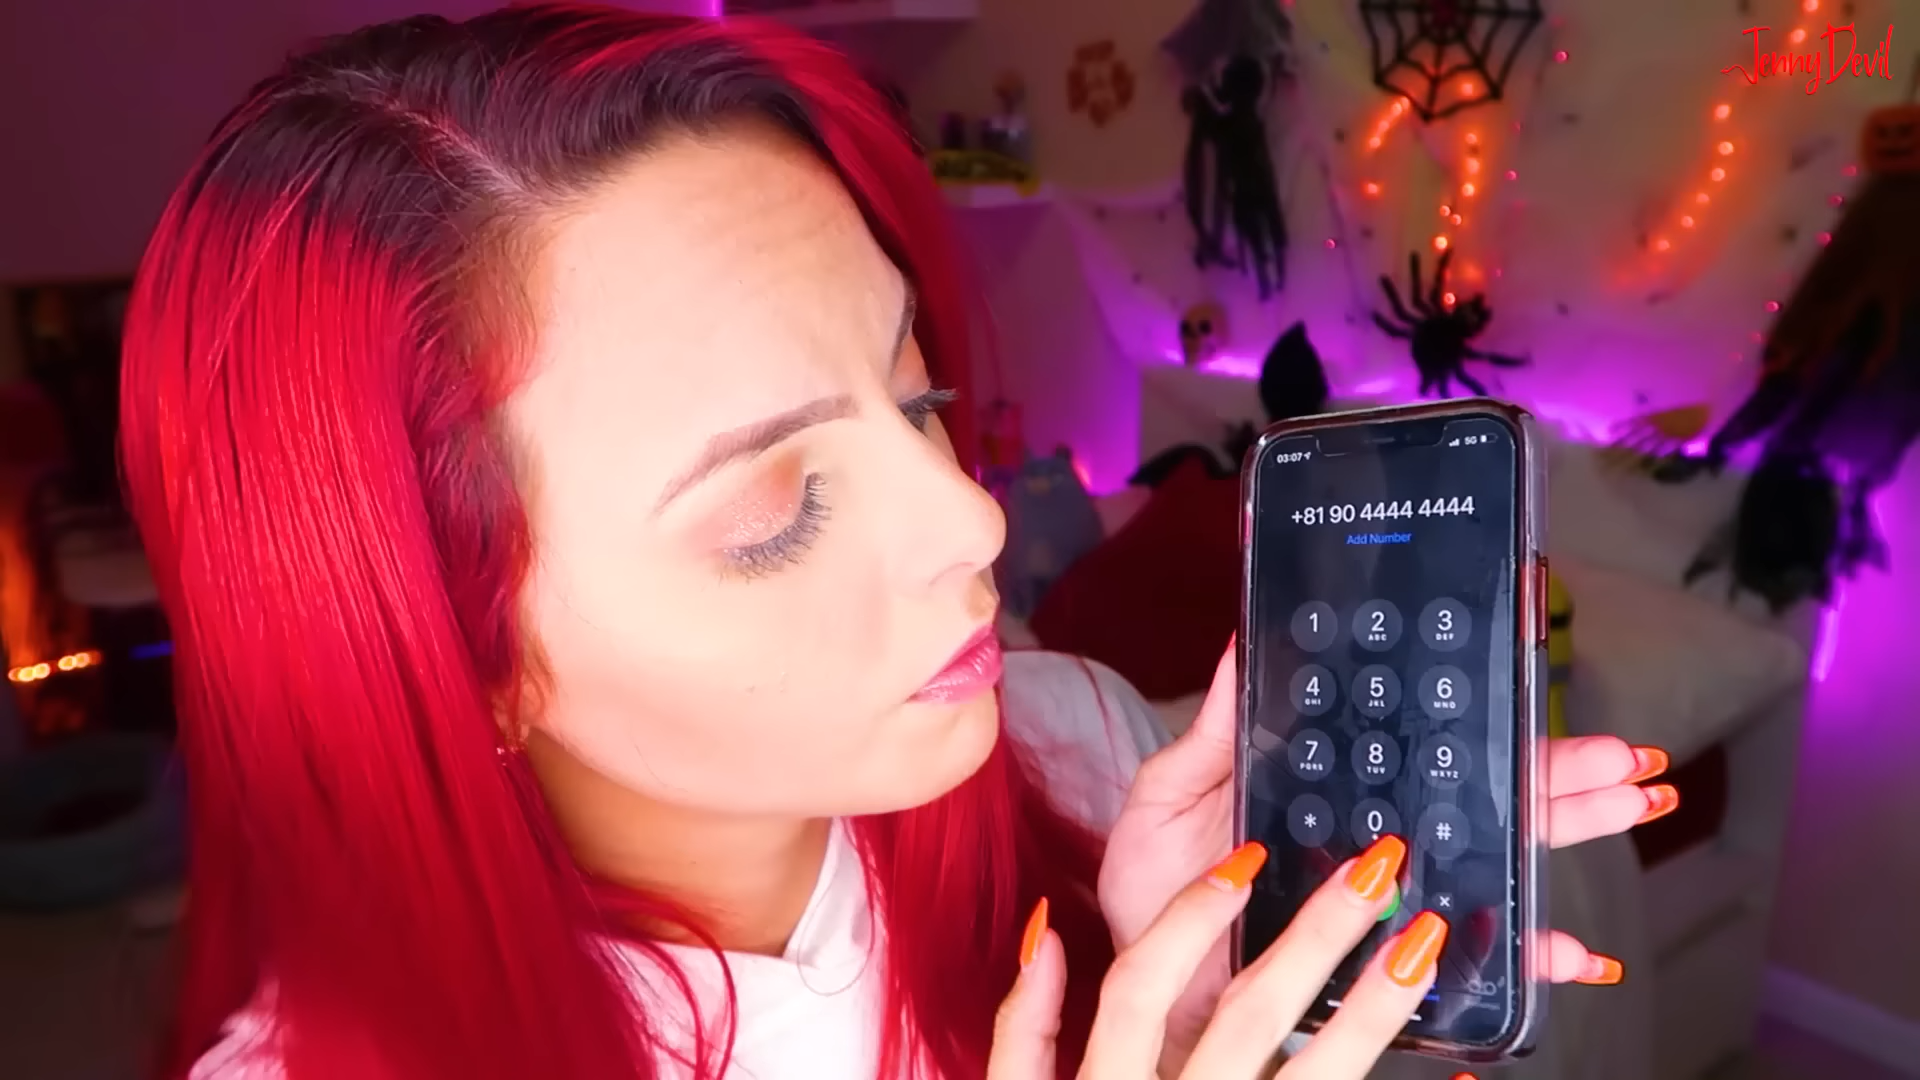 JennyDevil
03:07
5G
+81 90 4444 4444
Add Number
1 2 3
ABC DEF
4 5 6
GHI JKL MNO
7 8 9
PQRS TUV WXYZ
* 0 #